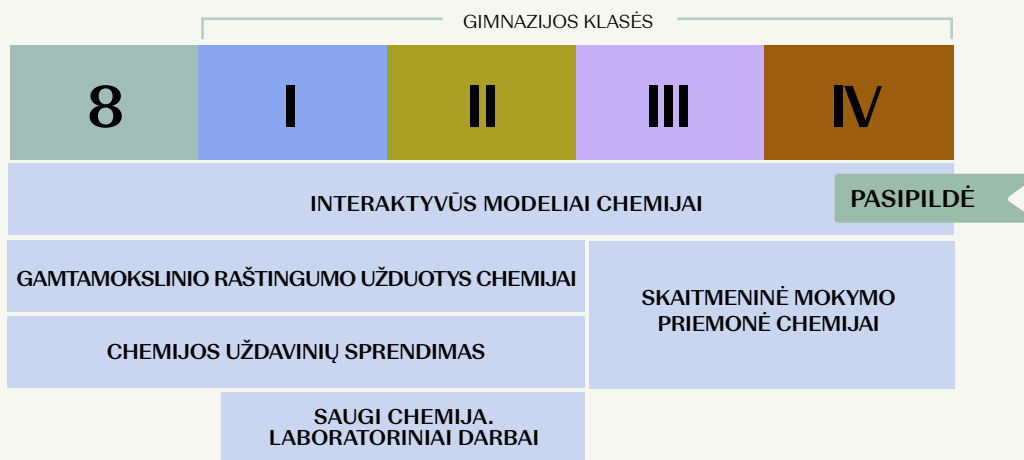 GIMNAZIJOS KLASĖS
8 I II III IV
INTERAKTYVŪS MODELIAI CHEMIJAI
PASIPILDĖ
GAMTAMOKSLINIO RAŠTINGUMO UŽDUOTYS CHEMIJAI
SKAITMENINĖ MOKYMO
PRIEMONĖ CHEMIJAI
CHEMIJOS UŽDAVINIŲ SPRENDIMAS
SAUGI CHEMIJA.
LABORATORINIAI DARBAI